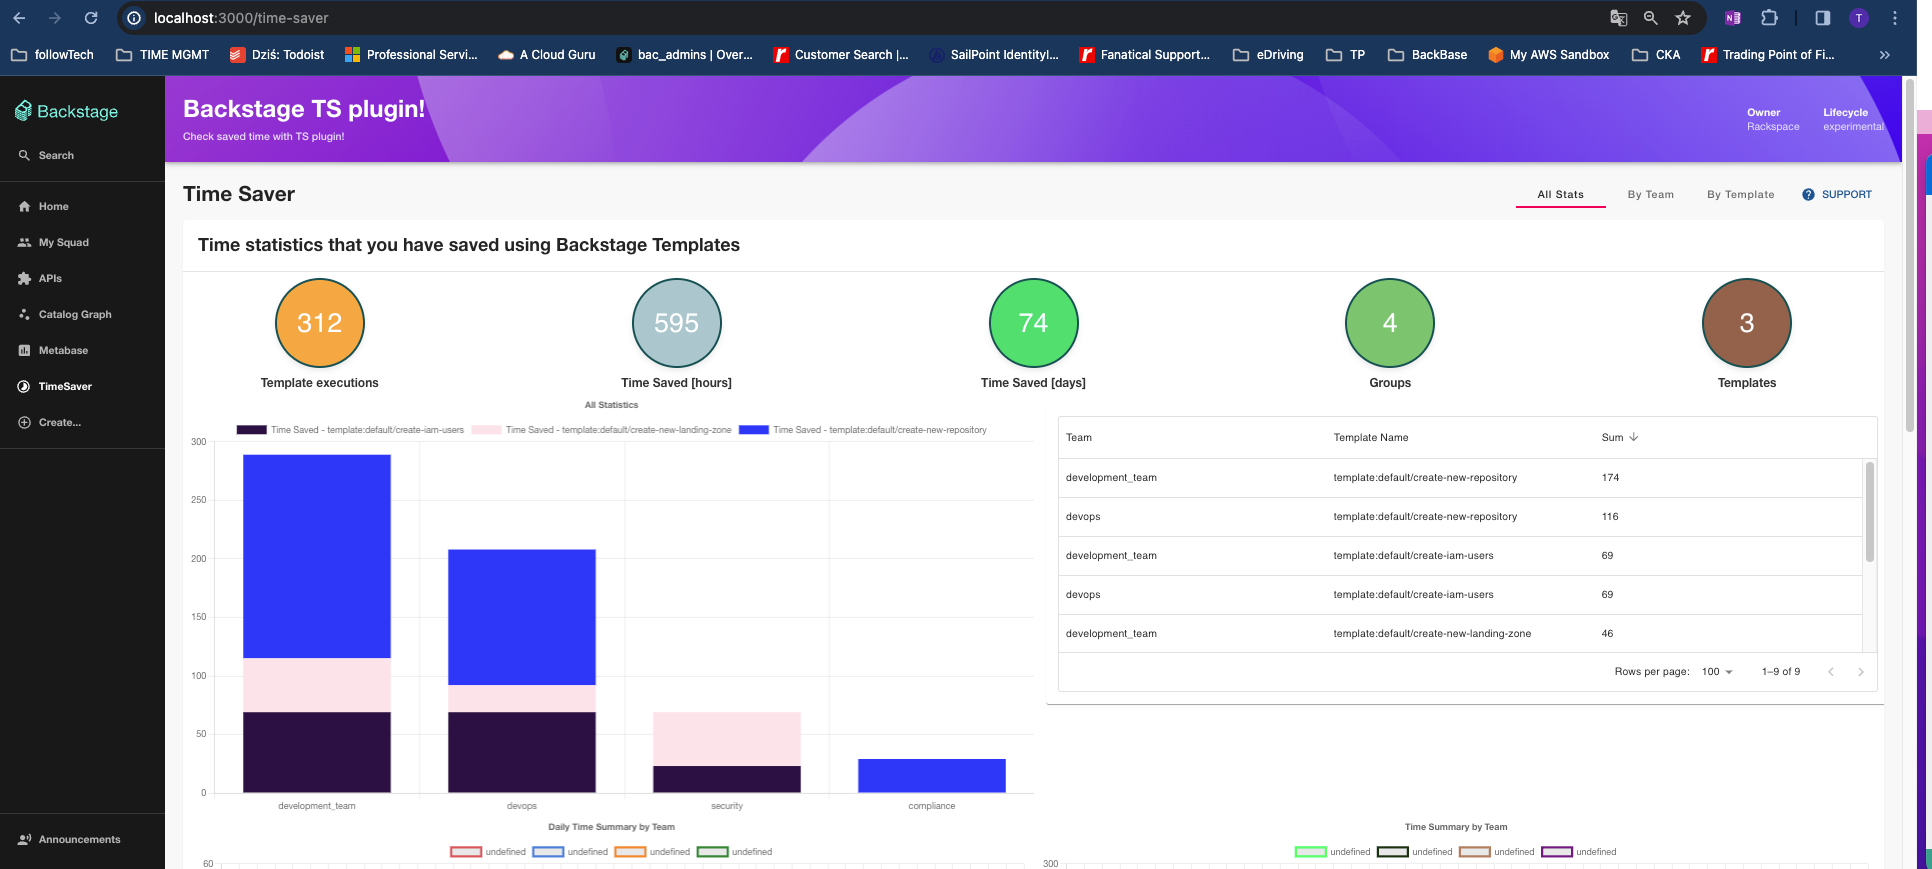 localhost:3000/time-saver
followTech TIME MGMT Dziś: Todoist Professional Servi... A Cloud Guru bac_admins | Over... Customer Search |... SailPoint IdentityI... Fanatical Support... eDriving TP BackBase My AWS Sandbox CKA Trading Point of Fi... »
Backstage
Search
Home
My Squad
APIs
Catalog Graph
Metabase
TimeSaver
Create...
Announcements
Backstage TS plugin!
Check saved time with TS plugin!
Owner
Rackspace
Lifecycle
experimental
Time Saver
All Stats By Team By Template SUPPORT
Time statistics that you have saved using Backstage Templates
312 595 74 4 3
Template executions Time Saved [hours] Time Saved [days] Groups Templates
All Statistics
Time Saved - template:default/create-iam-users Time Saved - template:default/create-new-landing-zone Time Saved - template:default/create-new-repository
300
250
200
150
100
50
0
development_team devops security compliance
Team Template Name Sum
development_team template:default/create-new-repository 174
devops template:default/create-new-repository 116
development_team template:default/create-iam-users 69
devops template:default/create-iam-users 69
development_team template:default/create-new-landing-zone 46
Rows per page: 100 1–9 of 9
Daily Time Summary by Team
undefined undefined undefined undefined
60
Time Summary by Team
undefined undefined undefined undefined
300